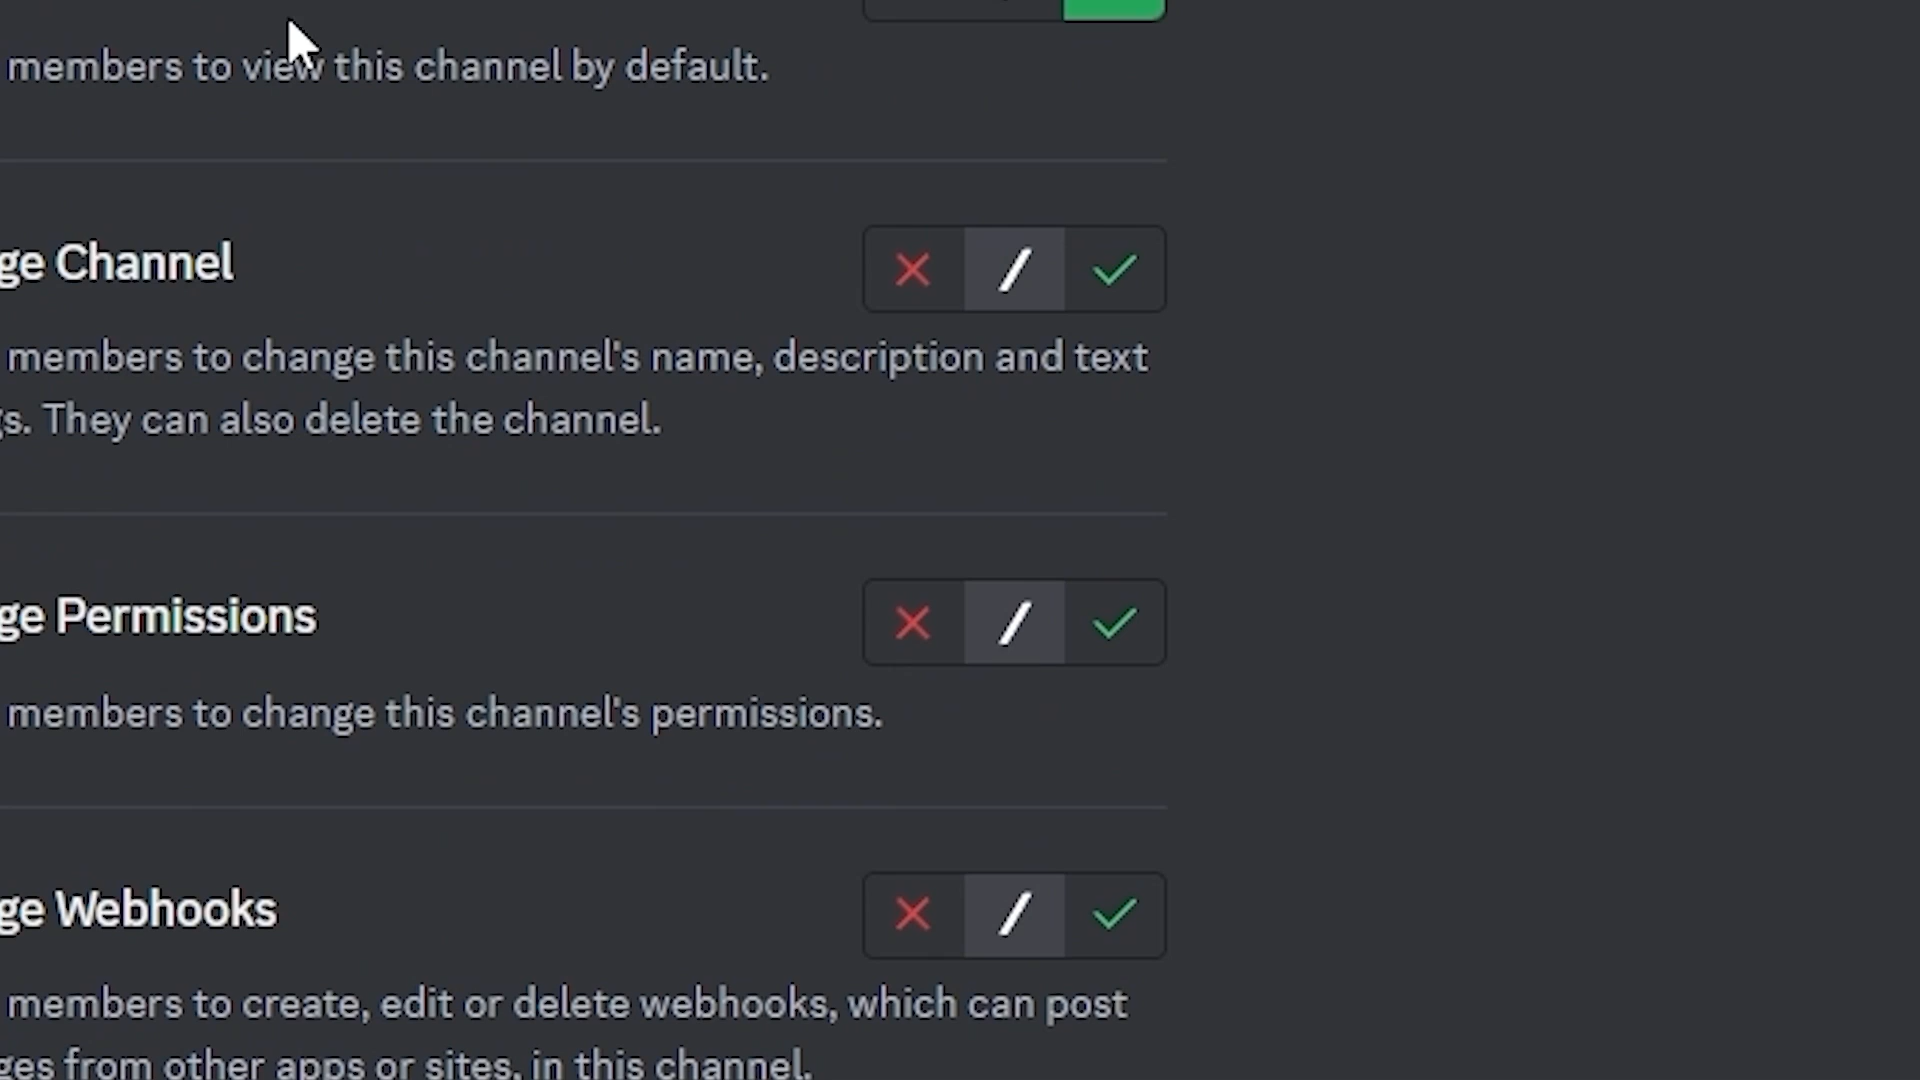 members to view this channel by default.
ge Channel
members to change this channel's name, description and text
gs. They can also delete the channel.
ge Permissions
members to change this channel's permissions.
ge Webhooks
members to create, edit or delete webhooks, which can post
ges from other apps or sites, in this channel.